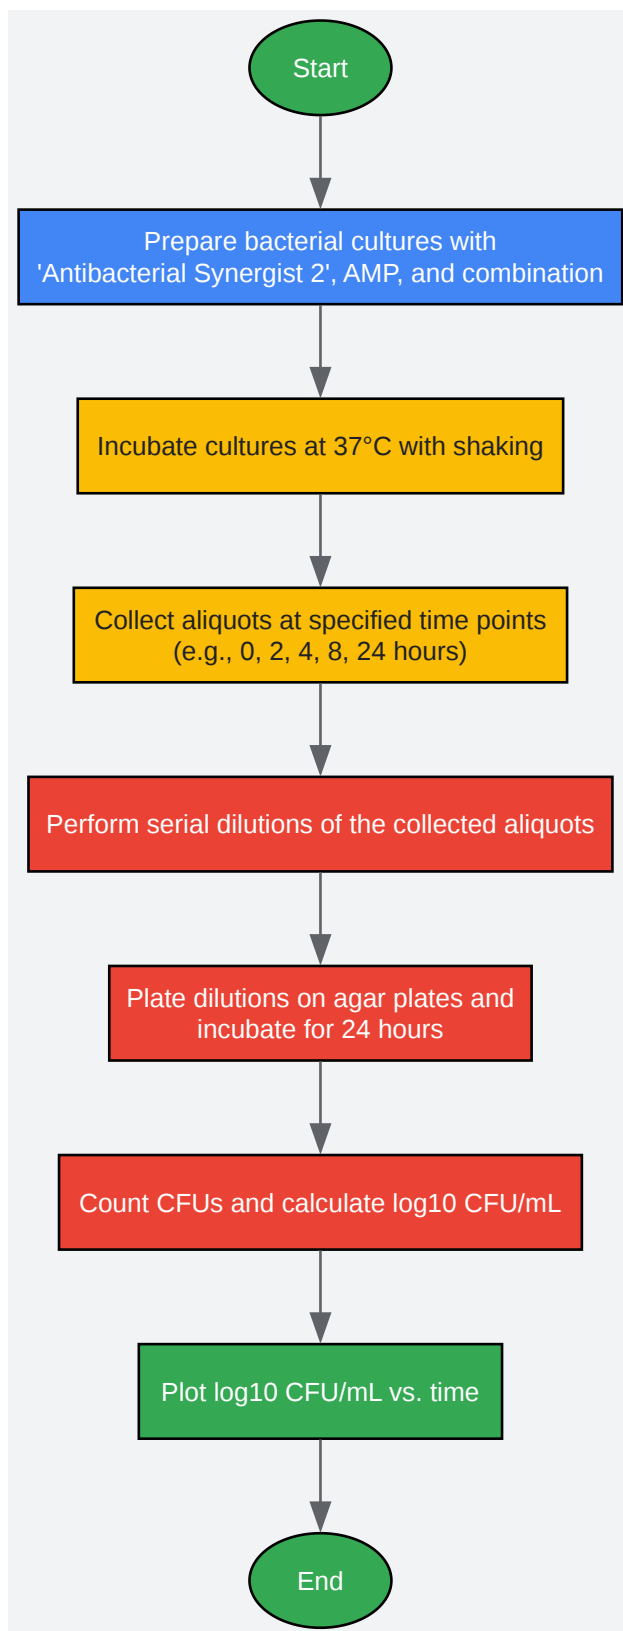 Start
Prepare bacterial cultures with
'Antibacterial Synergist 2', AMP, and combination
Incubate cultures at 37°C with shaking
Collect aliquots at specified time points
(e.g., 0, 2, 4, 8, 24 hours)
Perform serial dilutions of the collected aliquots
Plate dilutions on agar plates and
incubate for 24 hours
Count CFUs and calculate log10 CFU/mL
Plot log10 CFU/mL vs. time
End